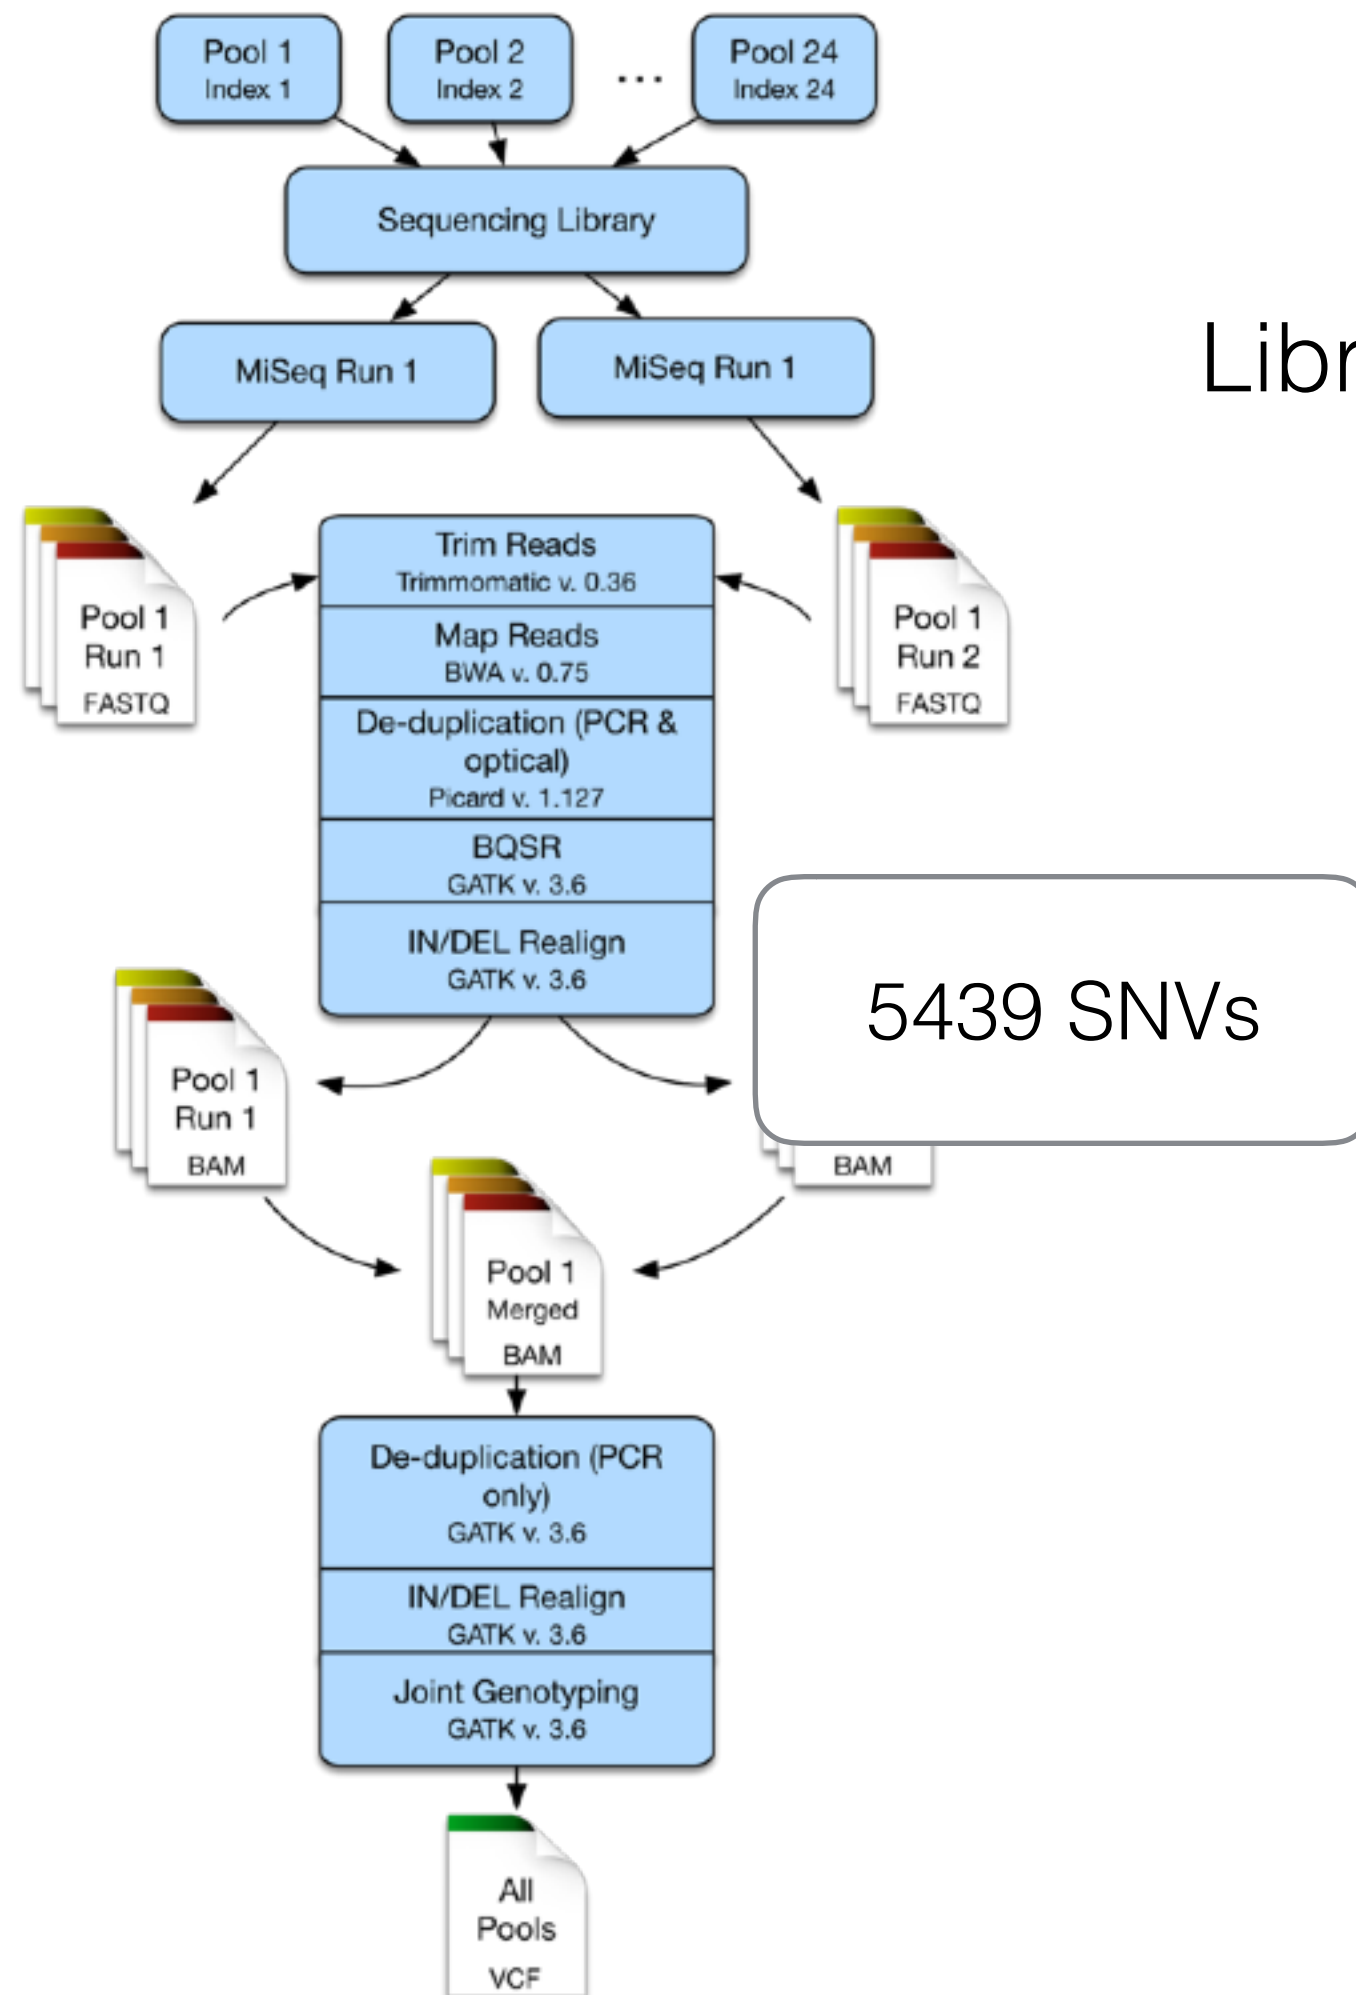 Pool 1
Index 1
Pool 2
Index 2
...
Pool 24
Index 24
Sequencing Library
MiSeq Run 1
MiSeq Run 1
Libr
Pool 1
Run 1
FASTQ
Trim Reads
Trimmomatic v. 0.36
Map Reads
BWA v. 0.75
De-duplication (PCR &
optical)
Picard v. 1.127
BQSR
GATK v. 3.6
IN/DEL Realign
GATK v. 3.6
Pool 1
Run 2
FASTQ
5439 SNVs
Pool 1
Run 1
BAM
BAM
Pool 1
Merged
BAM
De-duplication (PCR
only)
GATK v. 3.6
IN/DEL Realign
GATK v. 3.6
Joint Genotyping
GATK v. 3.6
All
Pools
VCF